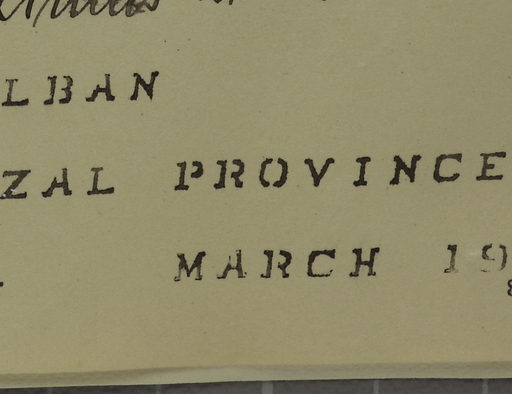 LBAN
ZAL PROVINCE
. MARCH 19